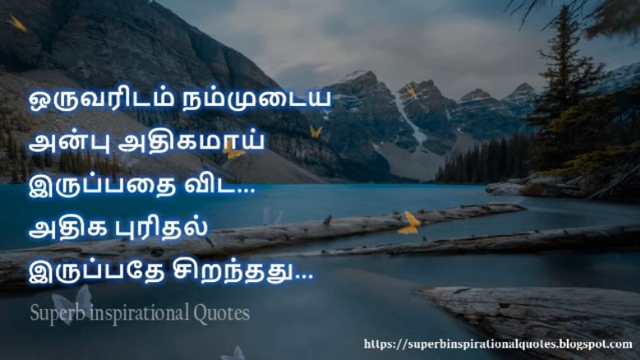 ஒருவரிடம் நம்முடைய
அன்பு அதிகமாய்
இருப்பதை விட...
அதிக புரிதல்
இருப்பதே சிறந்தது...
Superb inspirational Quotes
https://superbinspirationalquotes.blogspot.com/